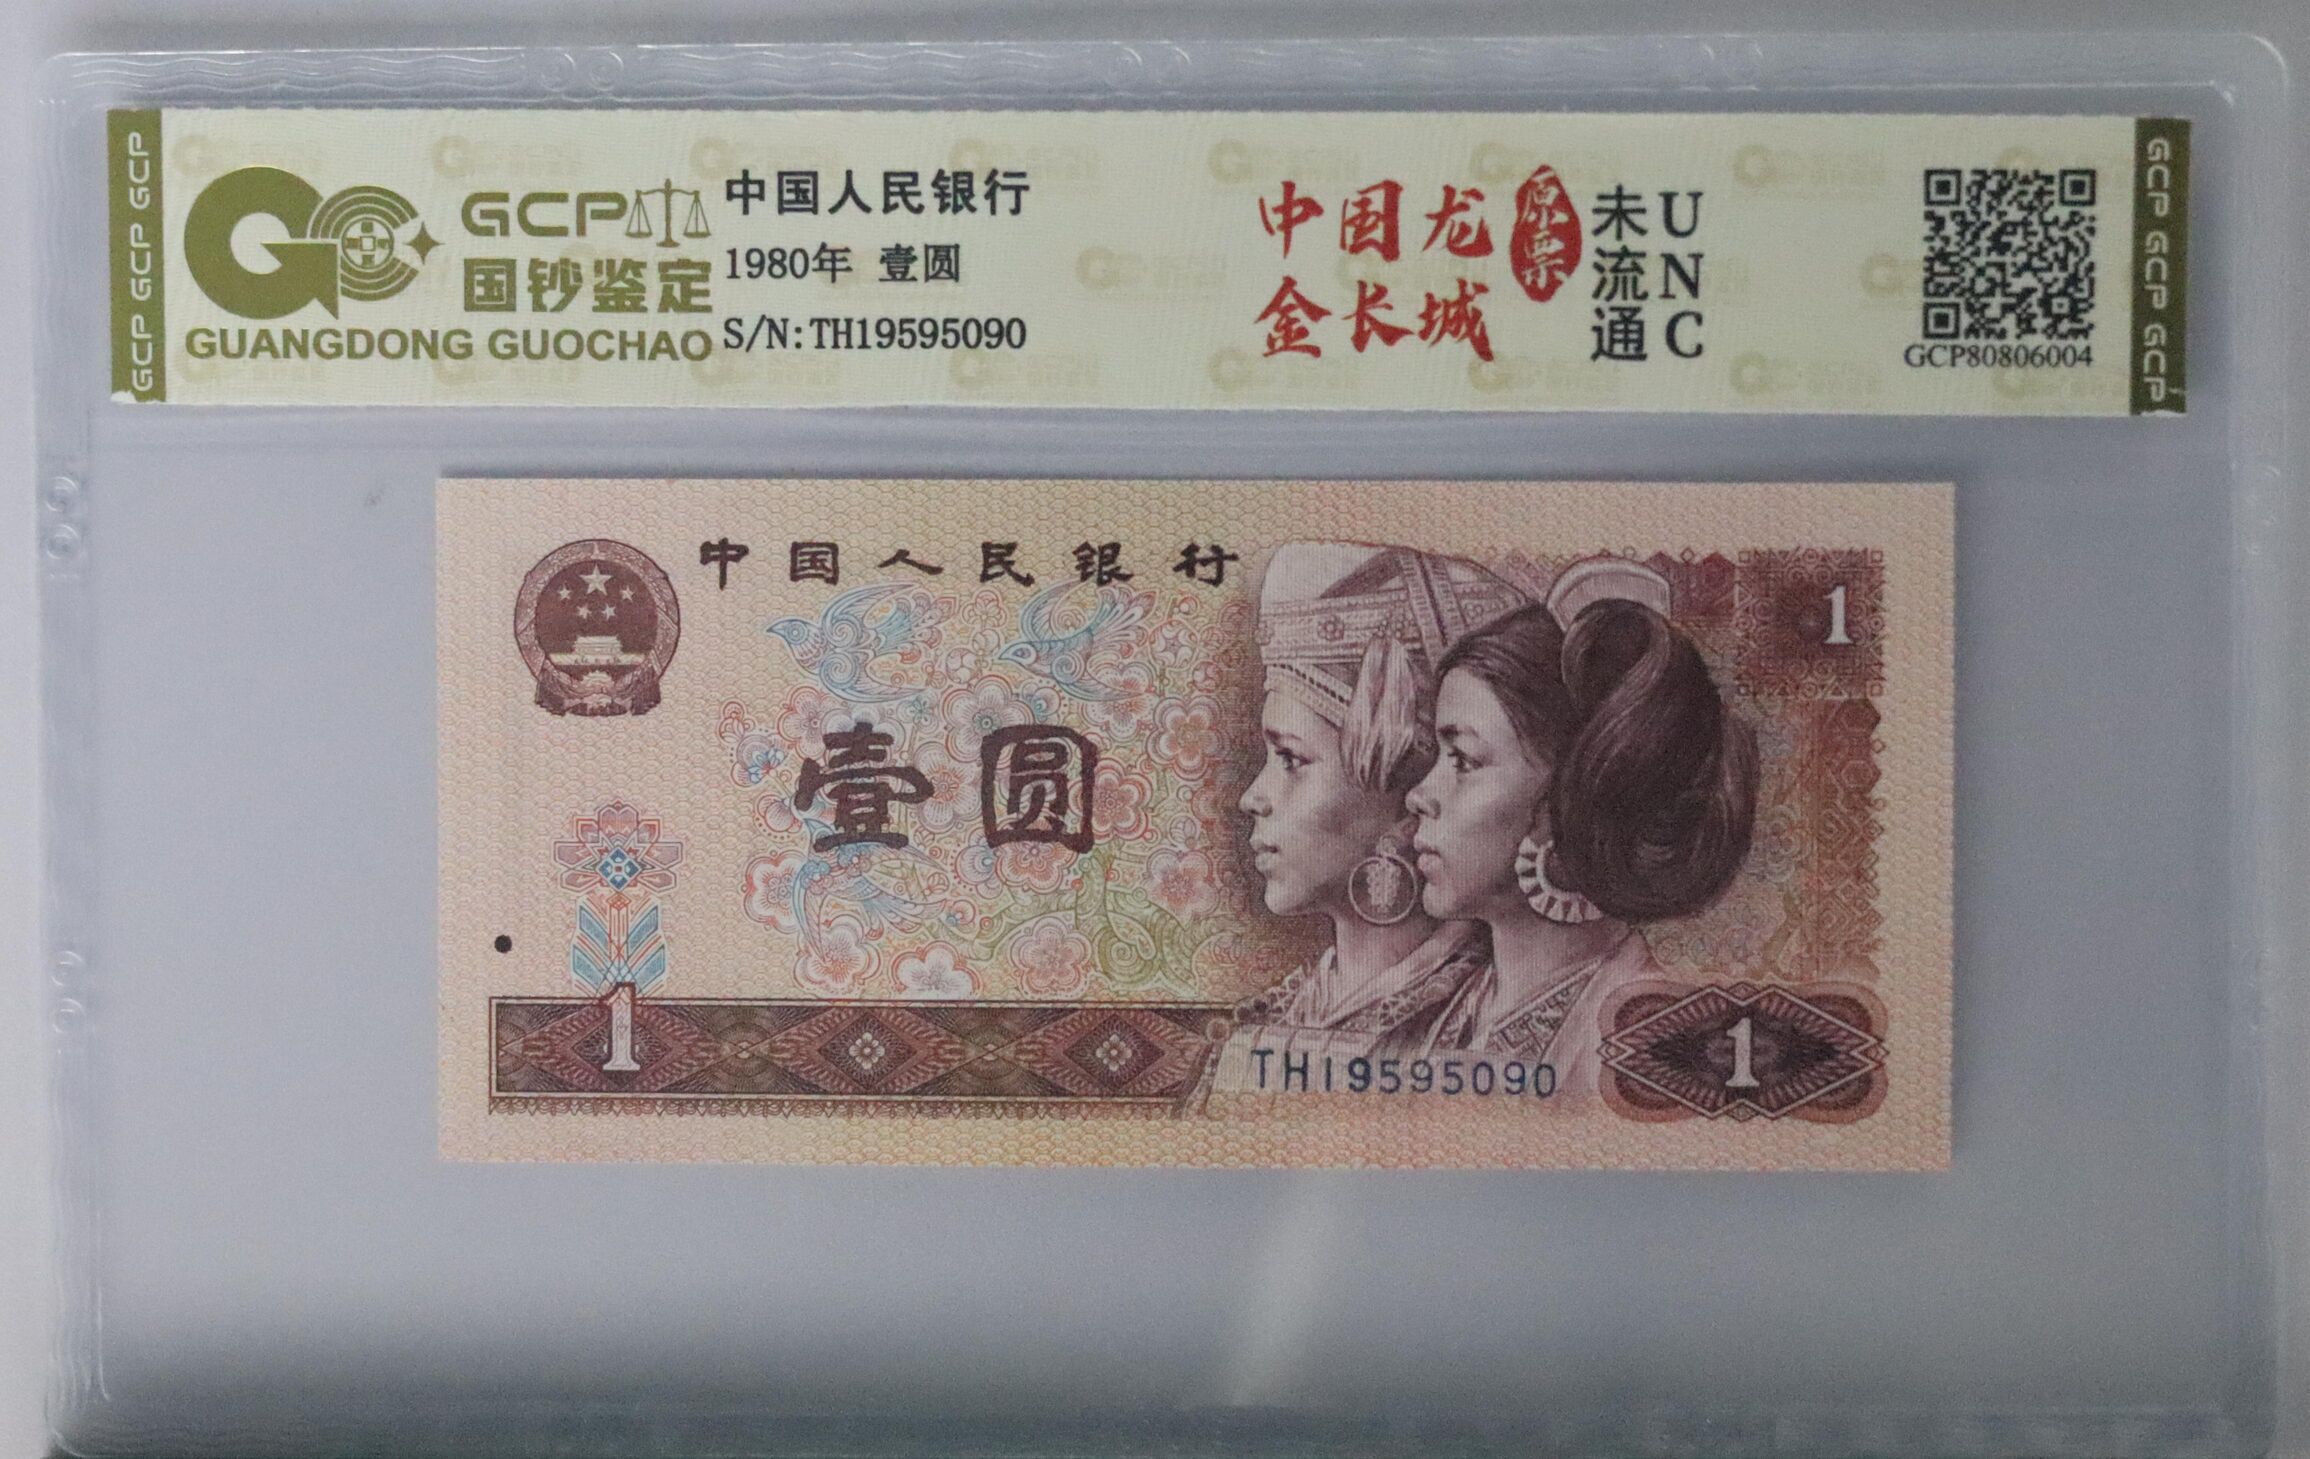 GCP GCP GCP
GCP
国钞鉴定
GUANGDONG GUOCHAO
中国人民银行
1980年 壹圆
S/N:TH19595090
中国龙
金长城
原票
未流通
UNC
GCP80806004
GCP GCP GCP
中国人民银行
1
壹圆
1
TH19595090
1